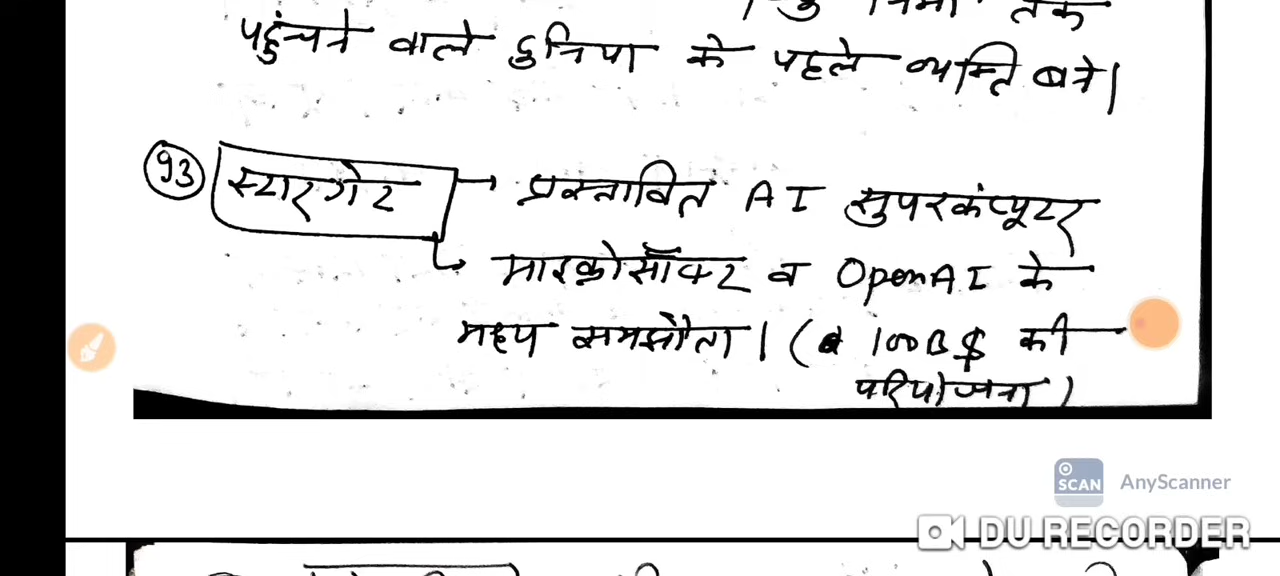 तक
पहुंचने वाले दुनिया के पहले व्यक्ति बने।
93 स्टारगेट → प्रस्तावित AI सुपरकंप्यूटर
माइक्रोसॉफ्ट व OpenAI के
मध्य समझौता। (100B$ की
परियोजना)
SCAN AnyScanner
DU RECORDER